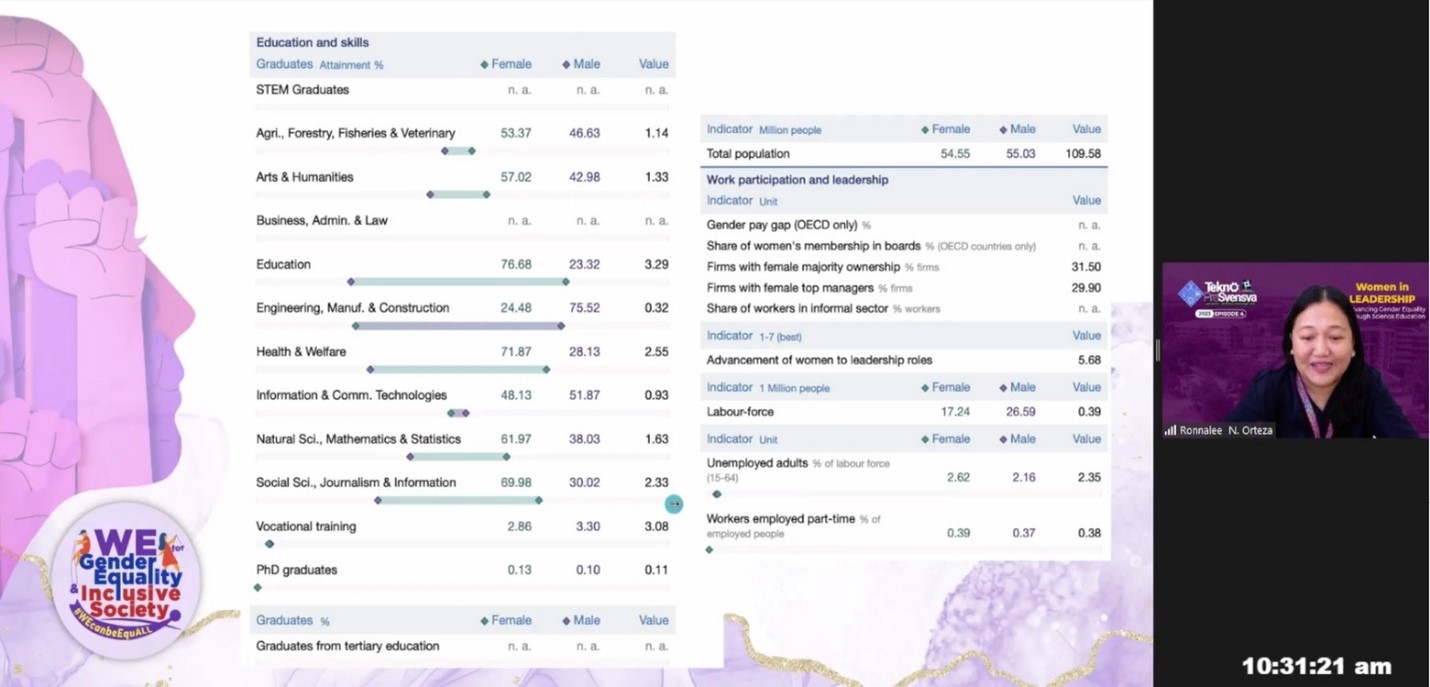 Education and skills
Graduates Attainment % Female Male Value
STEM Graduates n. a. n. a. n. a.
Agri., Forestry, Fisheries & Veterinary 53.37 46.63 1.14
Arts & Humanities 57.02 42.98 1.33
Business, Admin. & Law n. a. n. a. n. a.
Education 76.68 23.32 3.29
Engineering, Manuf. & Construction 24.48 75.52 0.32
Health & Welfare 71.87 28.13 2.55
Information & Comm. Technologies 48.13 51.87 0.93
Natural Sci., Mathematics & Statistics 61.97 38.03 1.63
Social Sci., Journalism & Information 69.98 30.02 2.33
Vocational training 2.86 3.30 3.08
PhD graduates 0.13 0.10 0.11
Graduates % Female Male Value
Graduates from tertiary education n. a. n. a. n. a.
Indicator Million people Female Male Value
Total population 54.55 55.03 109.58
Work participation and leadership
Indicator Unit Value
Gender pay gap (OECD only) % n. a.
Share of women's membership in boards % (OECD countries only) n. a.
Firms with female majority ownership % firms 31.50
Firms with female top managers % firms 29.90
Share of workers in informal sector % workers n. a.
Indicator 1-7 (best) Value
Advancement of women to leadership roles 5.68
Indicator 1 Million people Female Male Value
Labour-force 17.24 26.59 0.39
Indicator Unit Female Male Value
Unemployed adults % of labour force
(15-64) 2.62 2.16 2.35
Workers employed part-time % of
employed people 0.39 0.37 0.38
WE for
Gender
Equality
& Inclusive
Society
#WEcanbeEquALL
TeknO
PreSyensya
2023 EPISODE 4
Women in
LEADERSHIP
vancing Gender Equality
ough Science Education
Ronnalee N. Orteza
10:31:21 am